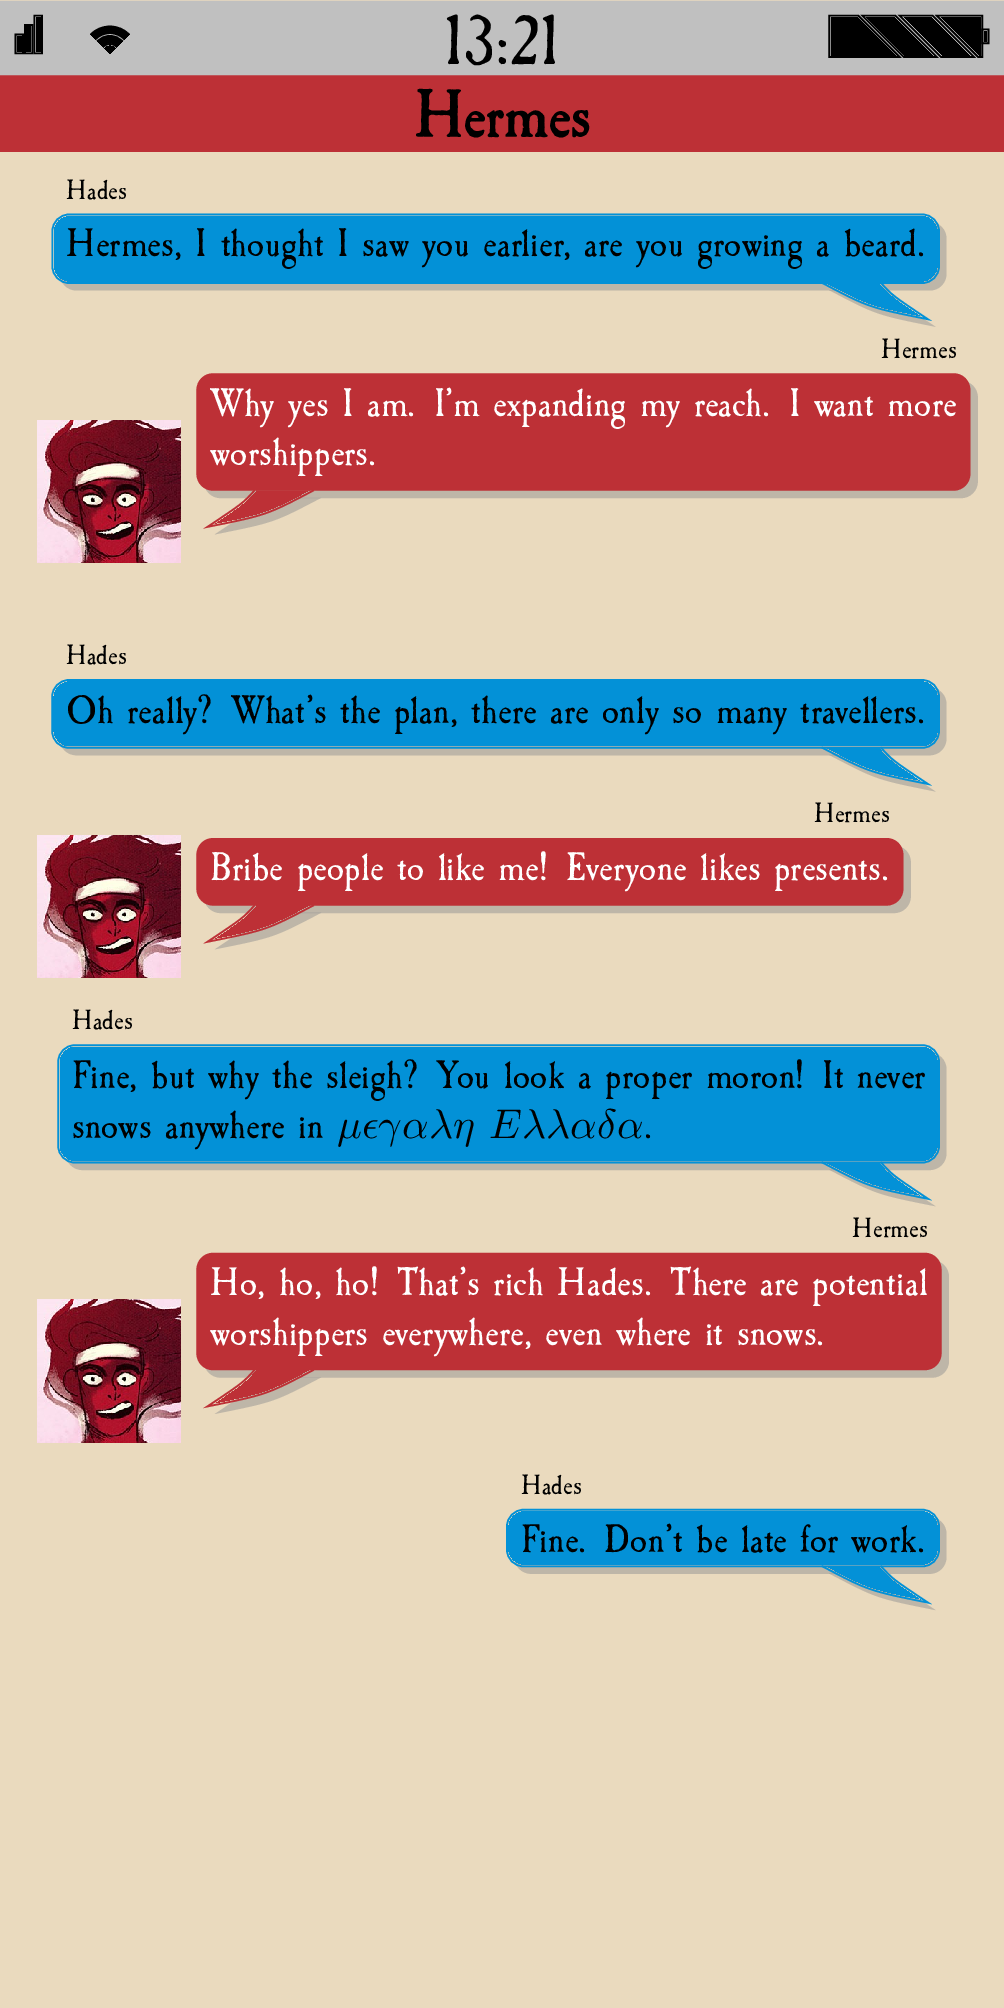 13:21
Hermes
Hades
Hermes, I thought I saw you earlier, are you growing a beard.
Hermes
Why yes I am. I'm expanding my reach. I want more
worshippers.
Hades
Oh really? What's the plan, there are only so many travellers.
Hermes
Bribe people to like me! Everyone likes presents.
Hades
Fine, but why the sleigh? You look a proper moron! It never
snows anywhere in μεγαλη Ελλαδα.
Hermes
Ho, ho, ho! That's rich Hades. There are potential
worshippers everywhere, even where it snows.
Hades
Fine. Don't be late for work.